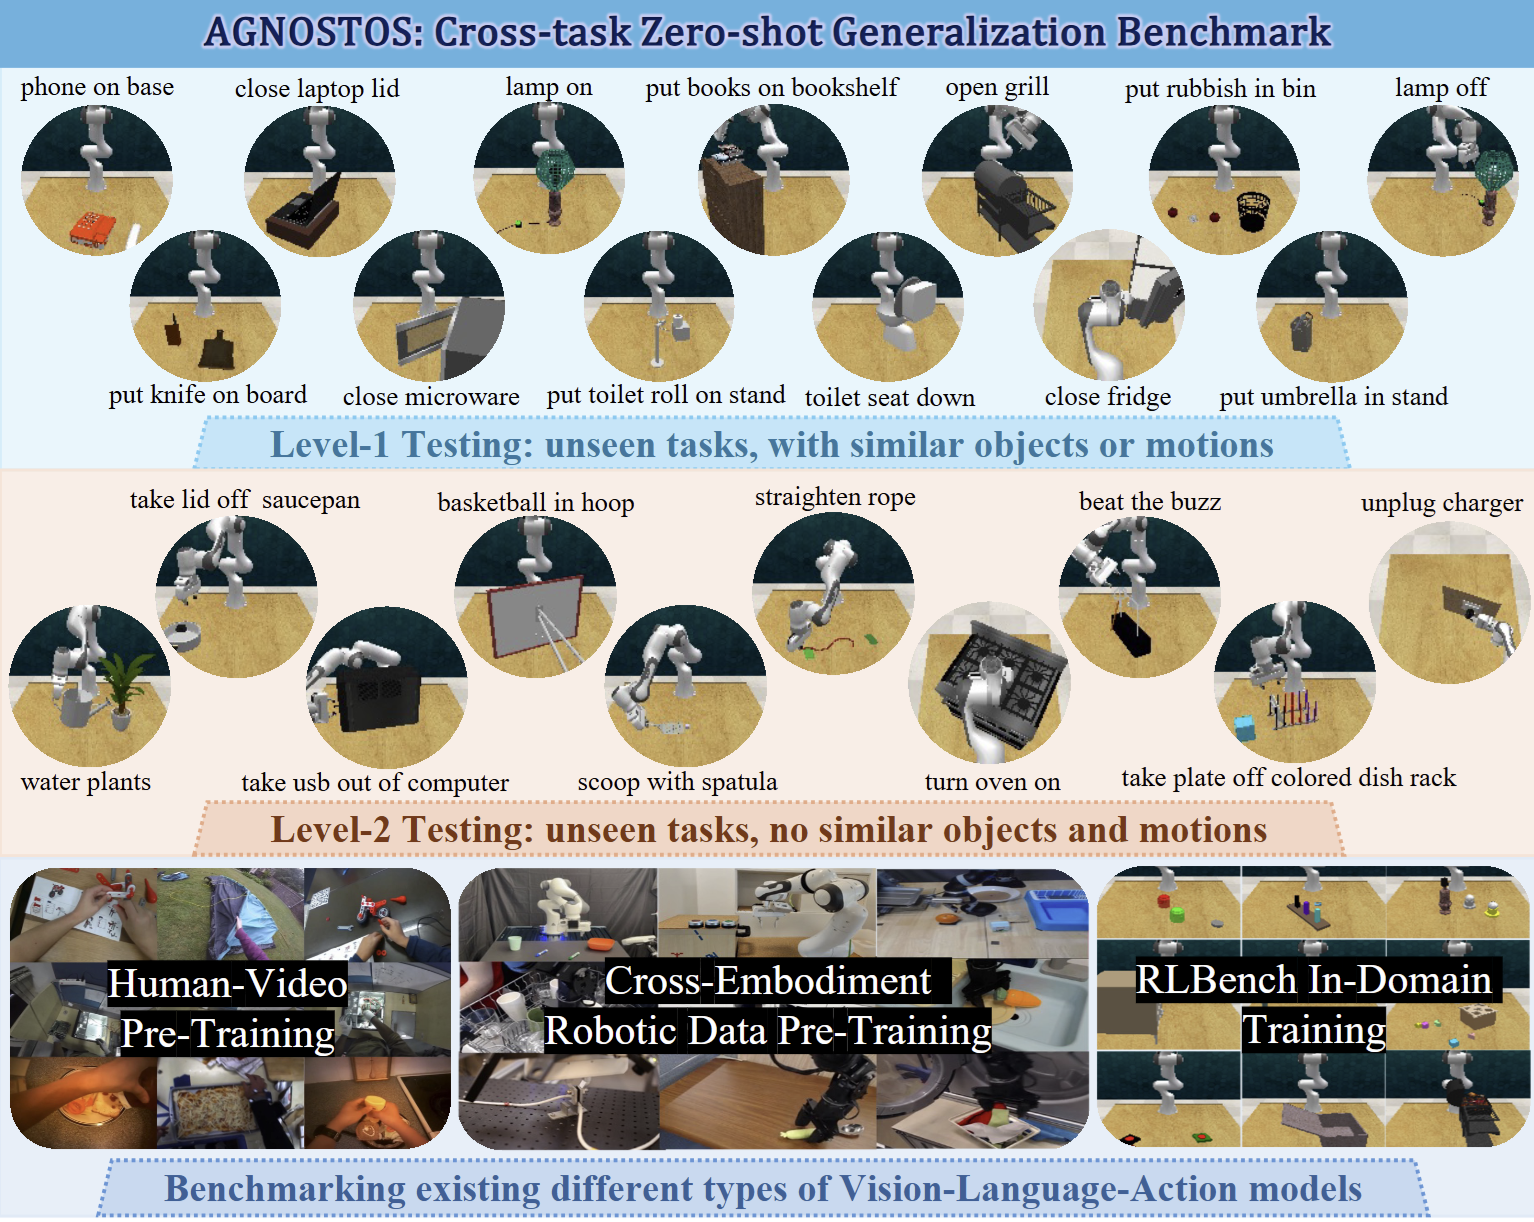 AGNOSTOS: Cross-task Zero-shot Generalization Benchmark
phone on base
close laptop lid
lamp on
put books on bookshelf
open grill
put rubbish in bin
lamp off
put knife on board
close microware
put toilet roll on stand
toilet seat down
close fridge
put umbrella in stand
Level-1 Testing: unseen tasks, with similar objects or motions
take lid off saucepan
basketball in hoop
straighten rope
beat the buzz
unplug charger
water plants
take usb out of computer
scoop with spatula
turn oven on
take plate off colored dish rack
Level-2 Testing: unseen tasks, no similar objects and motions
Human-Video
Pre-Training
Cross-Embodiment
Robotic Data Pre-Training
RLBench In-Domain
Training
Benchmarking existing different types of Vision-Language-Action models